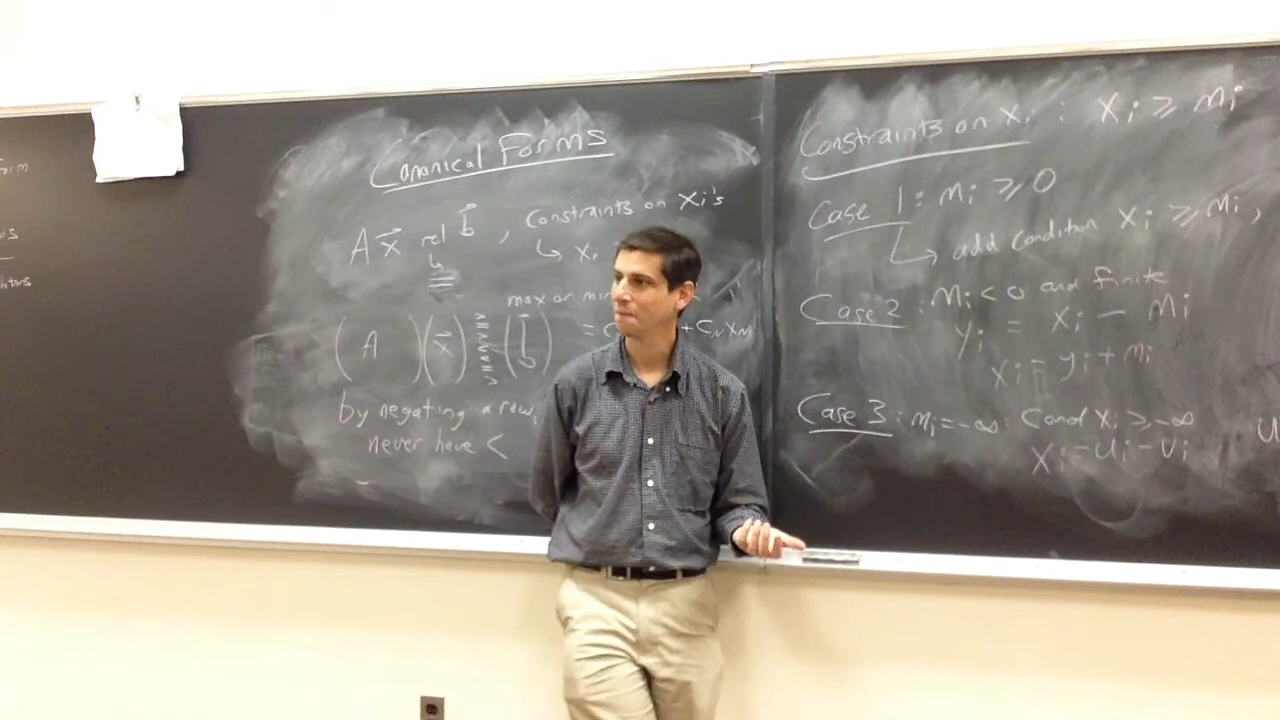 Canonical Forms
A x⃗ rel b⃗ , Constraints on xi's
↳ xi
max or min
( A )(x⃗) ( b ) = C + CN XN
by negating a row,
never have <
Constraints on xi : xi ≥ mi
Case 1 : mi ≥ 0
↳ add condition xi ≥ mi,
Case 2 : mi < 0 and finite
yi = xi - mi
xi = yi + mi
Case 3 : mi = -∞ : Cond xi ≥ -∞
xi = ui - vi